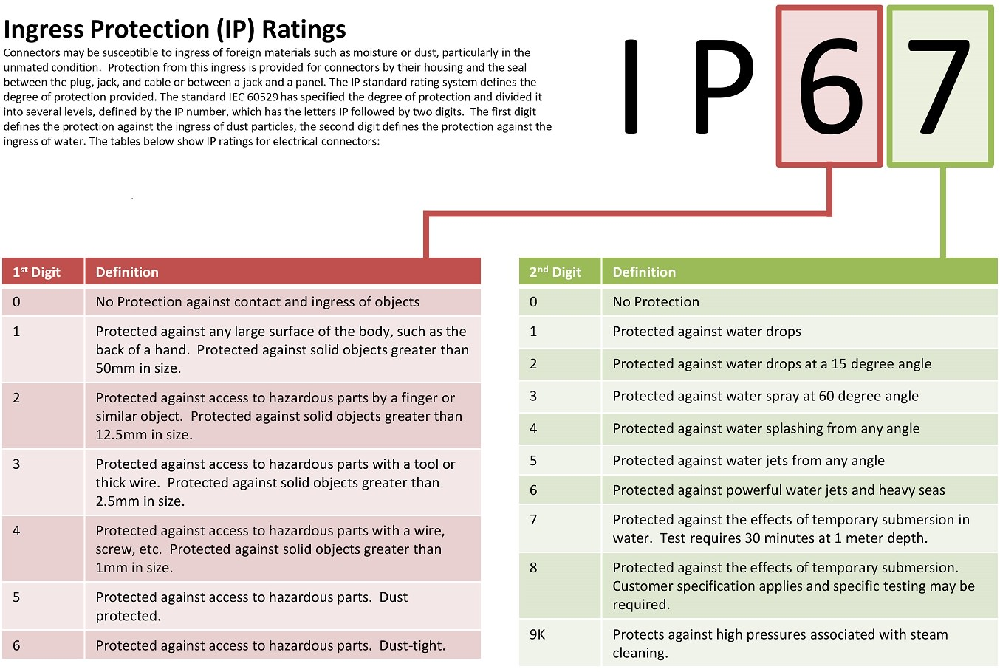 Ingress Protection (IP) Ratings
Connectors may be susceptible to ingress of foreign materials such as moisture or dust, particularly in the
unmated condition.  Protection from this ingress is provided for connectors by their housing and the seal
between the plug, jack, and cable or between a jack and a panel. The IP standard rating system defines the
degree of protection provided. The standard IEC 60529 has specified the degree of protection and divided it
into several levels, defined by the IP number, which has the letters IP followed by two digits.  The first digit
defines the protection against the ingress of dust particles, the second digit defines the protection against the
ingress of water. The tables below show IP ratings for electrical connectors:
.
I P 6 7
1st Digit Definition
0 No Protection against contact and ingress of objects
1 Protected against any large surface of the body, such as the
back of a hand.  Protected against solid objects greater than
50mm in size.
2 Protected against access to hazardous parts by a finger or
similar object.  Protected against solid objects greater than
12.5mm in size.
3 Protected against access to hazardous parts with a tool or
thick wire.  Protected against solid objects greater than
2.5mm in size.
4 Protected against access to hazardous parts with a wire,
screw, etc.  Protected against solid objects greater than
1mm in size.
5 Protected against access to hazardous parts.  Dust
protected.
6 Protected against access to hazardous parts.  Dust-tight.
2nd Digit Definition
0 No Protection
1 Protected against water drops
2 Protected against water drops at a 15 degree angle
3 Protected against water spray at 60 degree angle
4 Protected against water splashing from any angle
5 Protected against water jets from any angle
6 Protected against powerful water jets and heavy seas
7 Protected against the effects of temporary submersion in
water.  Test requires 30 minutes at 1 meter depth.
8 Protected against the effects of temporary submersion.
Customer specification applies and specific testing may be
required.
9K Protects against high pressures associated with steam
cleaning.